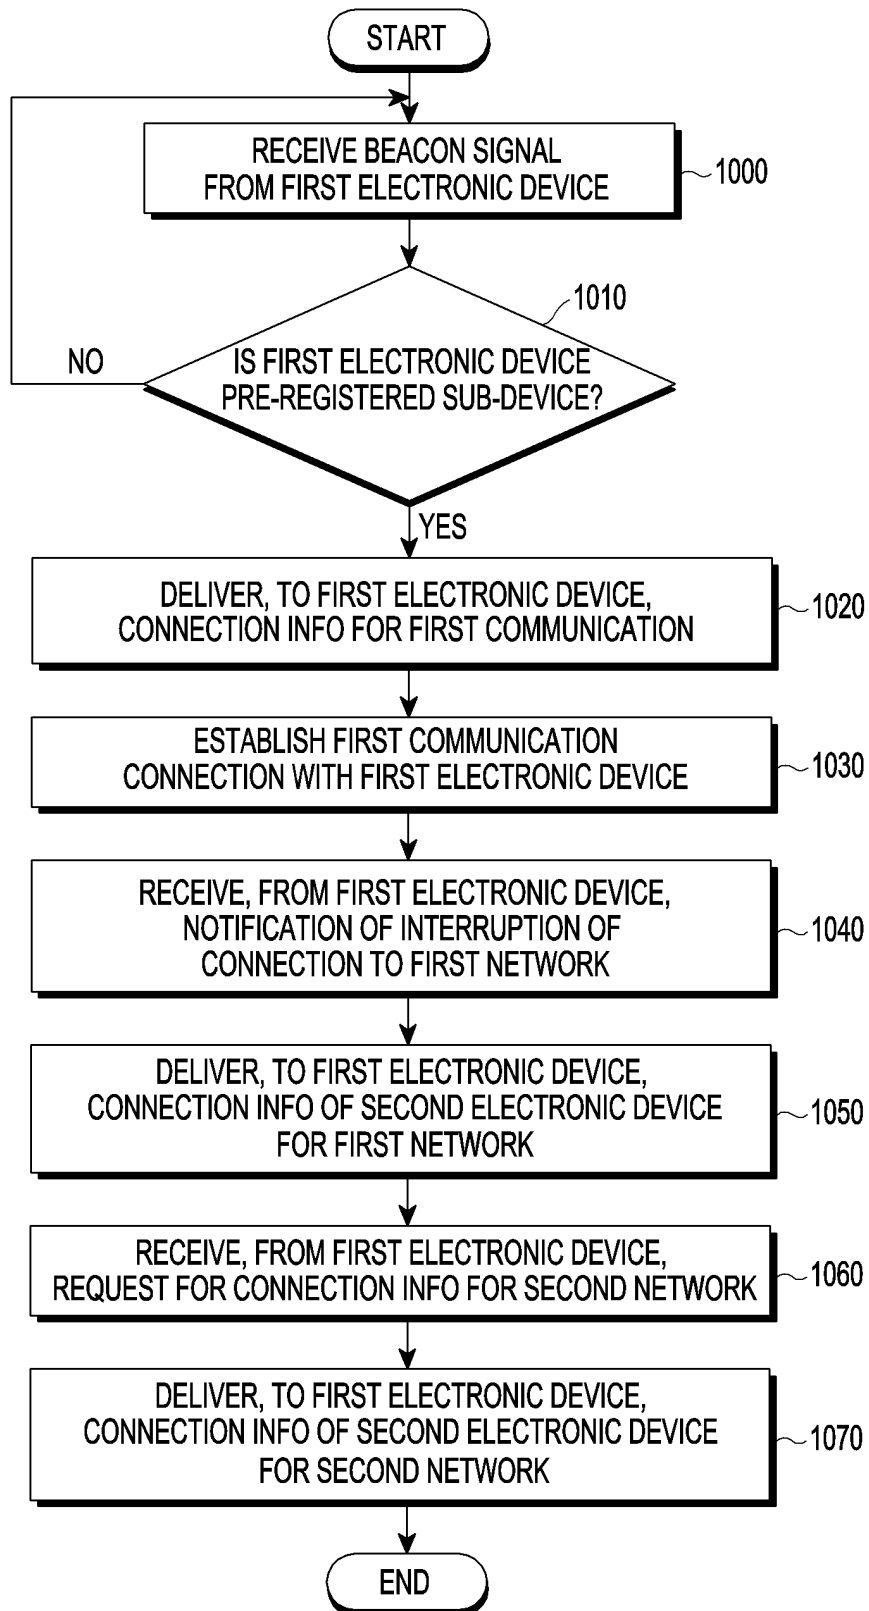 START
RECEIVE BEACON SIGNAL
FROM FIRST ELECTRONIC DEVICE
1000
1010
IS FIRST ELECTRONIC DEVICE
PRE-REGISTERED SUB-DEVICE?
NO
YES
DELIVER, TO FIRST ELECTRONIC DEVICE,
CONNECTION INFO FOR FIRST COMMUNICATION
1020
ESTABLISH FIRST COMMUNICATION
CONNECTION WITH FIRST ELECTRONIC DEVICE
1030
RECEIVE, FROM FIRST ELECTRONIC DEVICE,
NOTIFICATION OF INTERRUPTION OF
CONNECTION TO FIRST NETWORK
1040
DELIVER, TO FIRST ELECTRONIC DEVICE,
CONNECTION INFO OF SECOND ELECTRONIC DEVICE
FOR FIRST NETWORK
1050
RECEIVE, FROM FIRST ELECTRONIC DEVICE,
REQUEST FOR CONNECTION INFO FOR SECOND NETWORK
1060
DELIVER, TO FIRST ELECTRONIC DEVICE,
CONNECTION INFO OF SECOND ELECTRONIC DEVICE
FOR SECOND NETWORK
1070
END